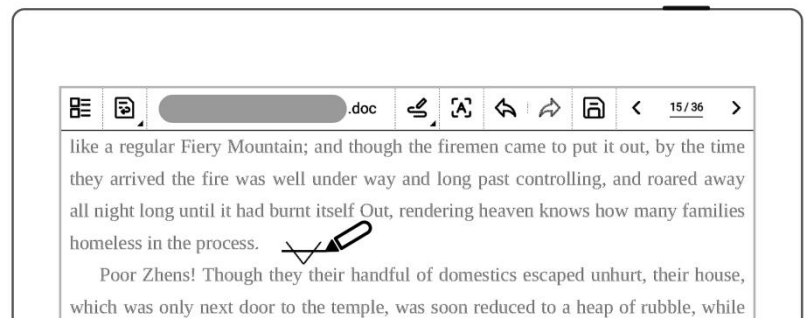 .doc 15/36
like a regular Fiery Mountain; and though the firemen came to put it out, by the time
they arrived the fire was well under way and long past controlling, and roared away
all night long until it had burnt itself Out, rendering heaven knows how many families
homeless in the process.
Poor Zhens! Though they their handful of domestics escaped unhurt, their house,
which was only next door to the temple, was soon reduced to a heap of rubble, while